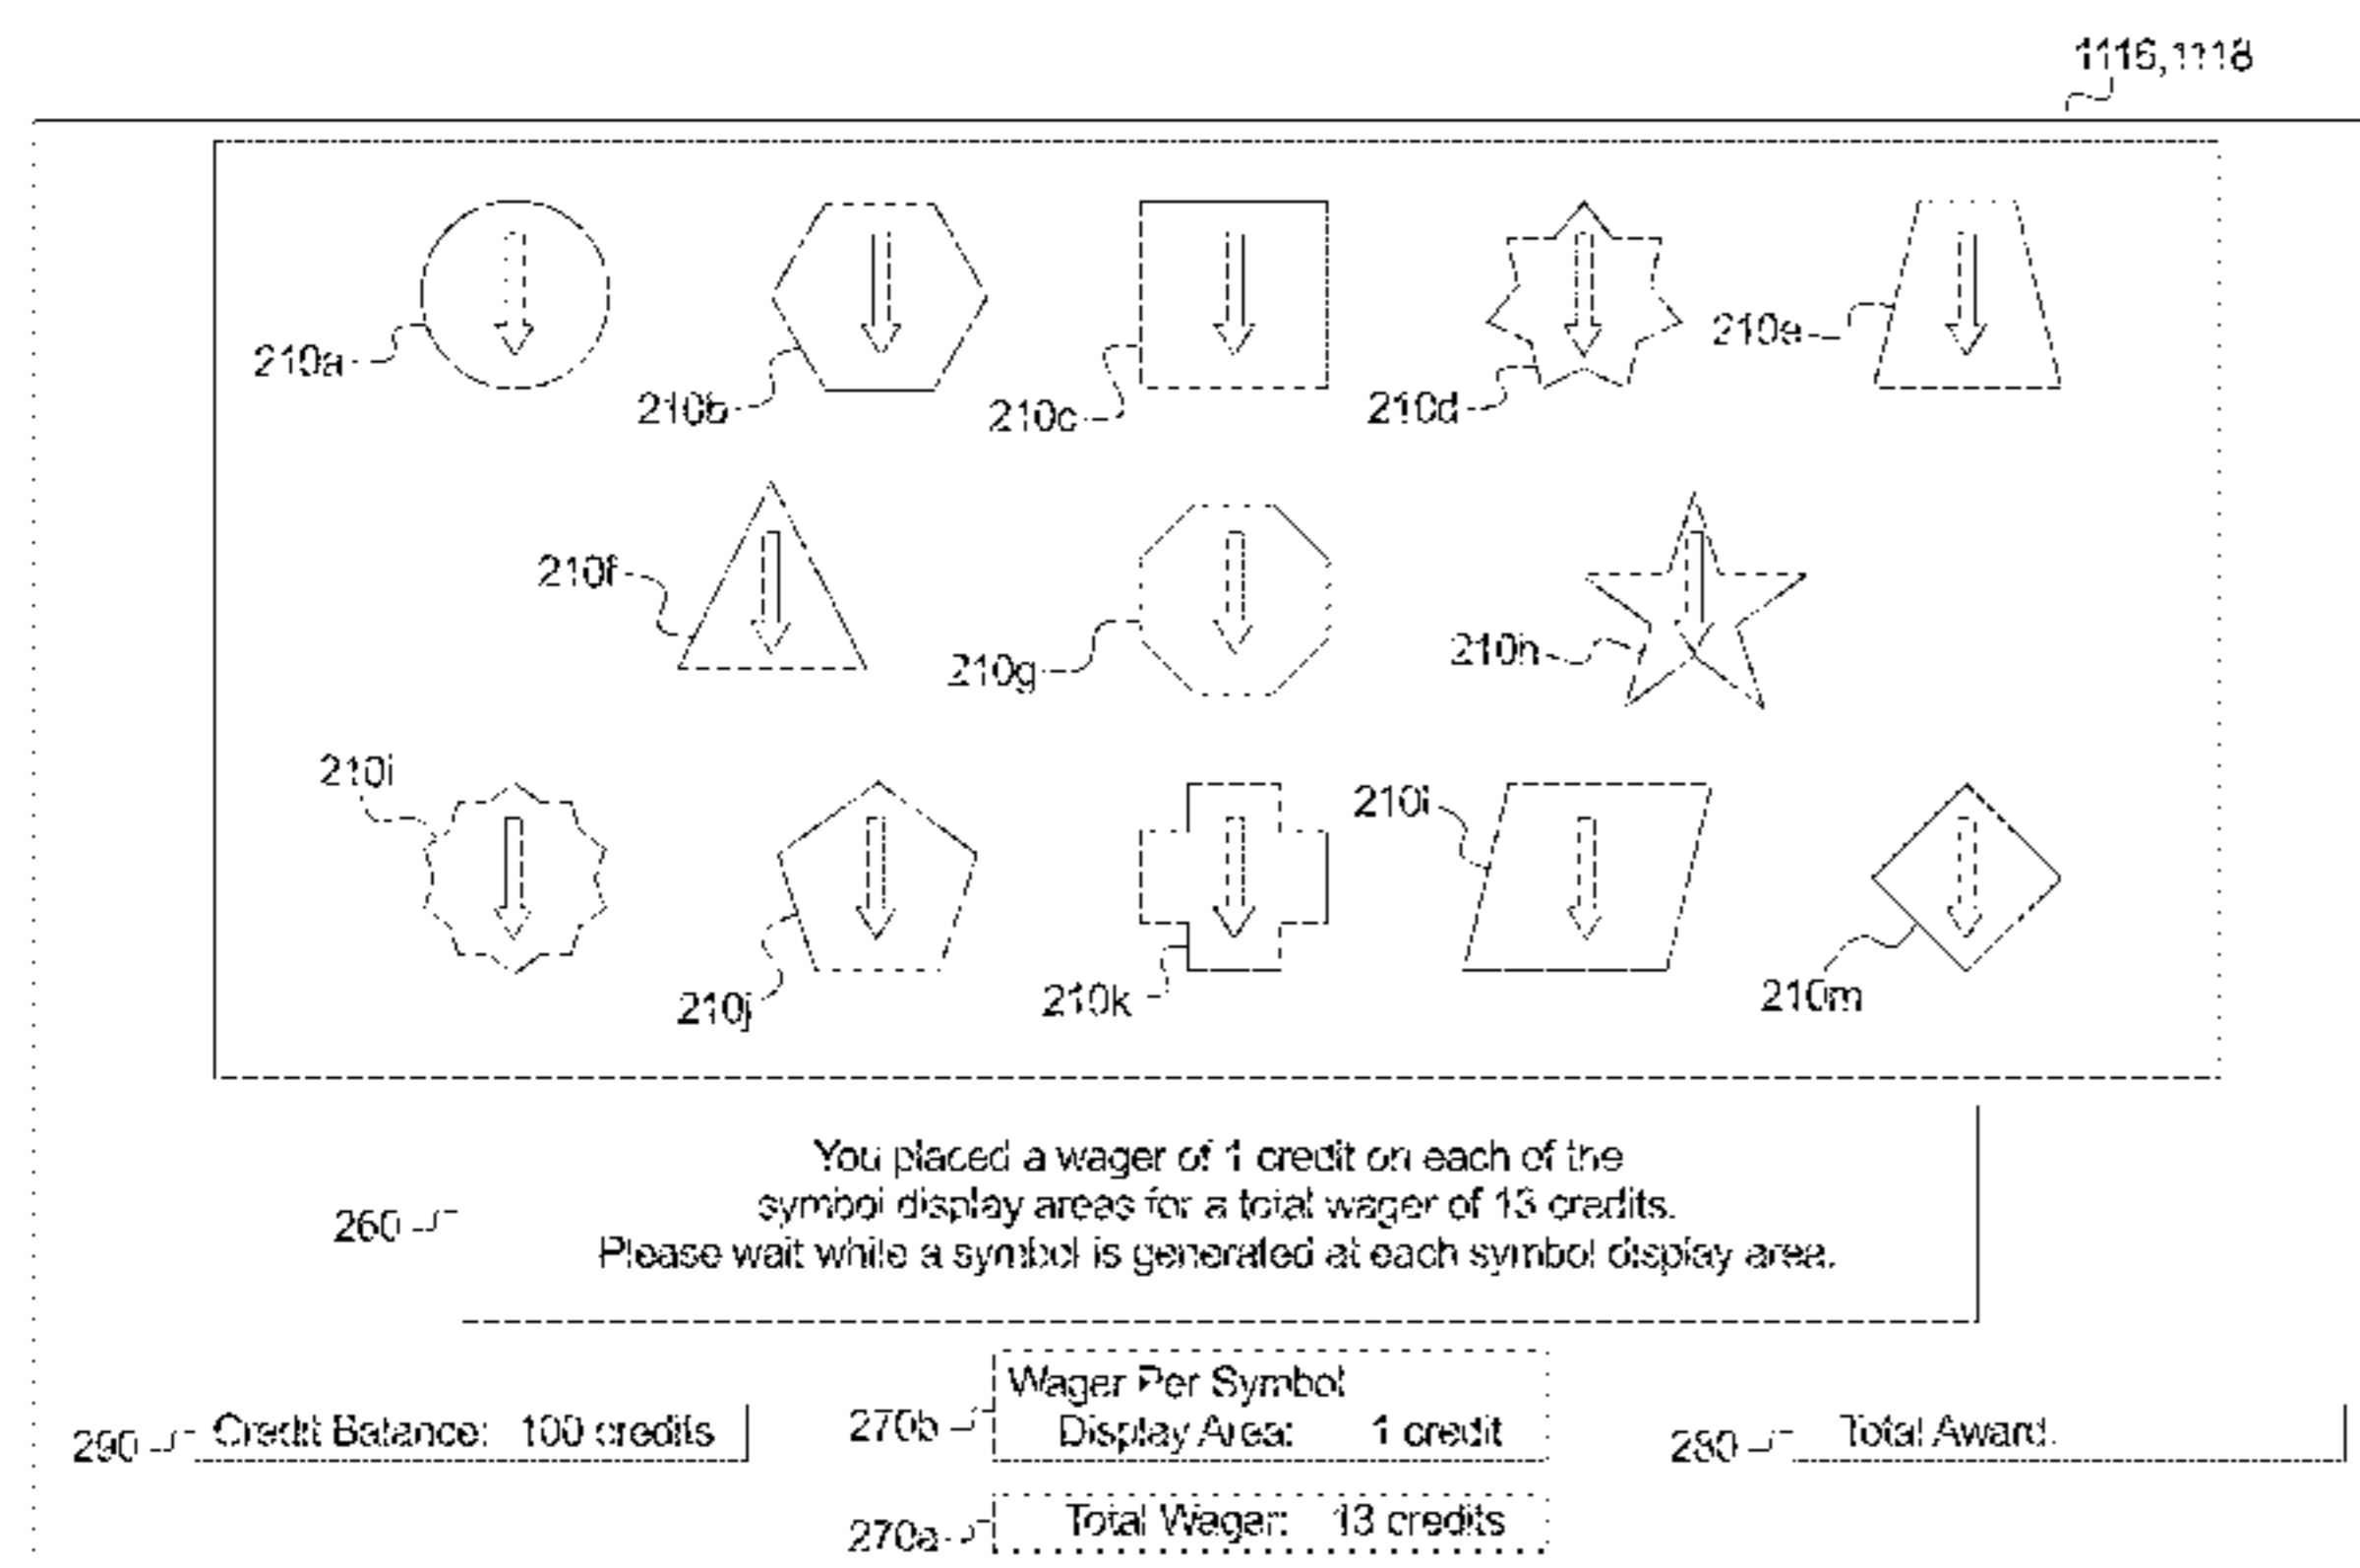 1116,1118
210a
210b
210c
210d
210e
210f
210g
210h
210i
210j
210k
210l
210m
You placed a wager of 1 credit on each of the
symbol display areas for a total wager of 13 credits.
Please wait while a symbol is generated at each symbol display area.
260
290
Credit Balance: 100 credits
270b
Wager Per Symbol
Display Area: 1 credit
280
Total Award:
270a
Total Wager: 13 credits